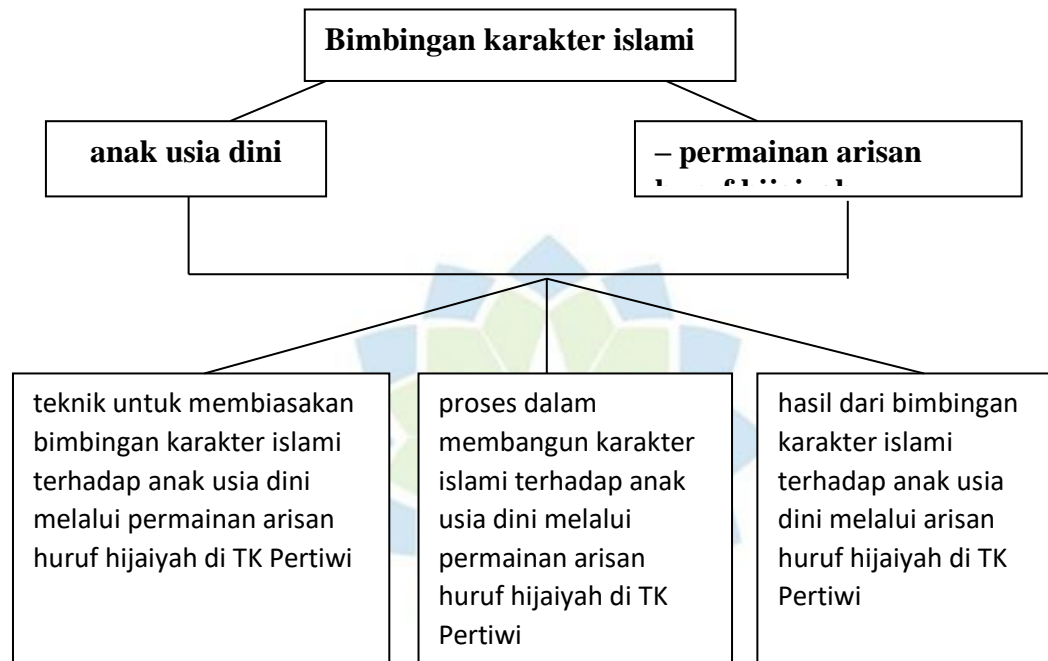 Bimbingan karakter islami
anak usia dini
– permainan arisan
teknik untuk membiasakan
bimbingan karakter islami
terhadap anak usia dini
melalui permainan arisan
huruf hijaiyah di TK Pertiwi
proses dalam
membangun karakter
islami terhadap anak
usia dini melalui
permainan arisan
huruf hijaiyah di TK
Pertiwi
hasil dari bimbingan
karakter islami
terhadap anak usia
dini melalui arisan
huruf hijaiyah di TK
Pertiwi